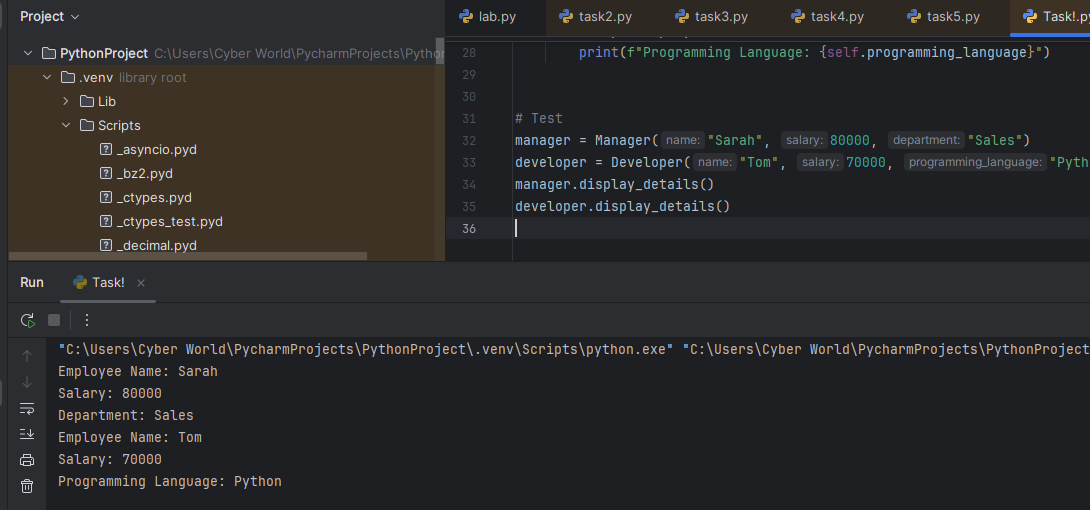 Project
PythonProject C:\Users\Cyber World\PycharmProjects\Python
.venv library root
Lib
Scripts
_asyncio.pyd
_bz2.pyd
_ctypes.pyd
_ctypes_test.pyd
_decimal.pyd
lab.py task2.py task3.py task4.py task5.py Task!.py
28 print(f"Programming Language: {self.programming_language}")
29
30
31 # Test
32 manager = Manager( name: "Sarah", salary: 80000, department: "Sales")
33 developer = Developer( name: "Tom", salary: 70000, programming_language: "Pyth
34 manager.display_details()
35 developer.display_details()
36
Run Task!
"C:\Users\Cyber World\PycharmProjects\PythonProject\.venv\Scripts\python.exe" "C:\Users\Cyber World\PycharmProjects\PythonProject
Employee Name: Sarah
Salary: 80000
Department: Sales
Employee Name: Tom
Salary: 70000
Programming Language: Python